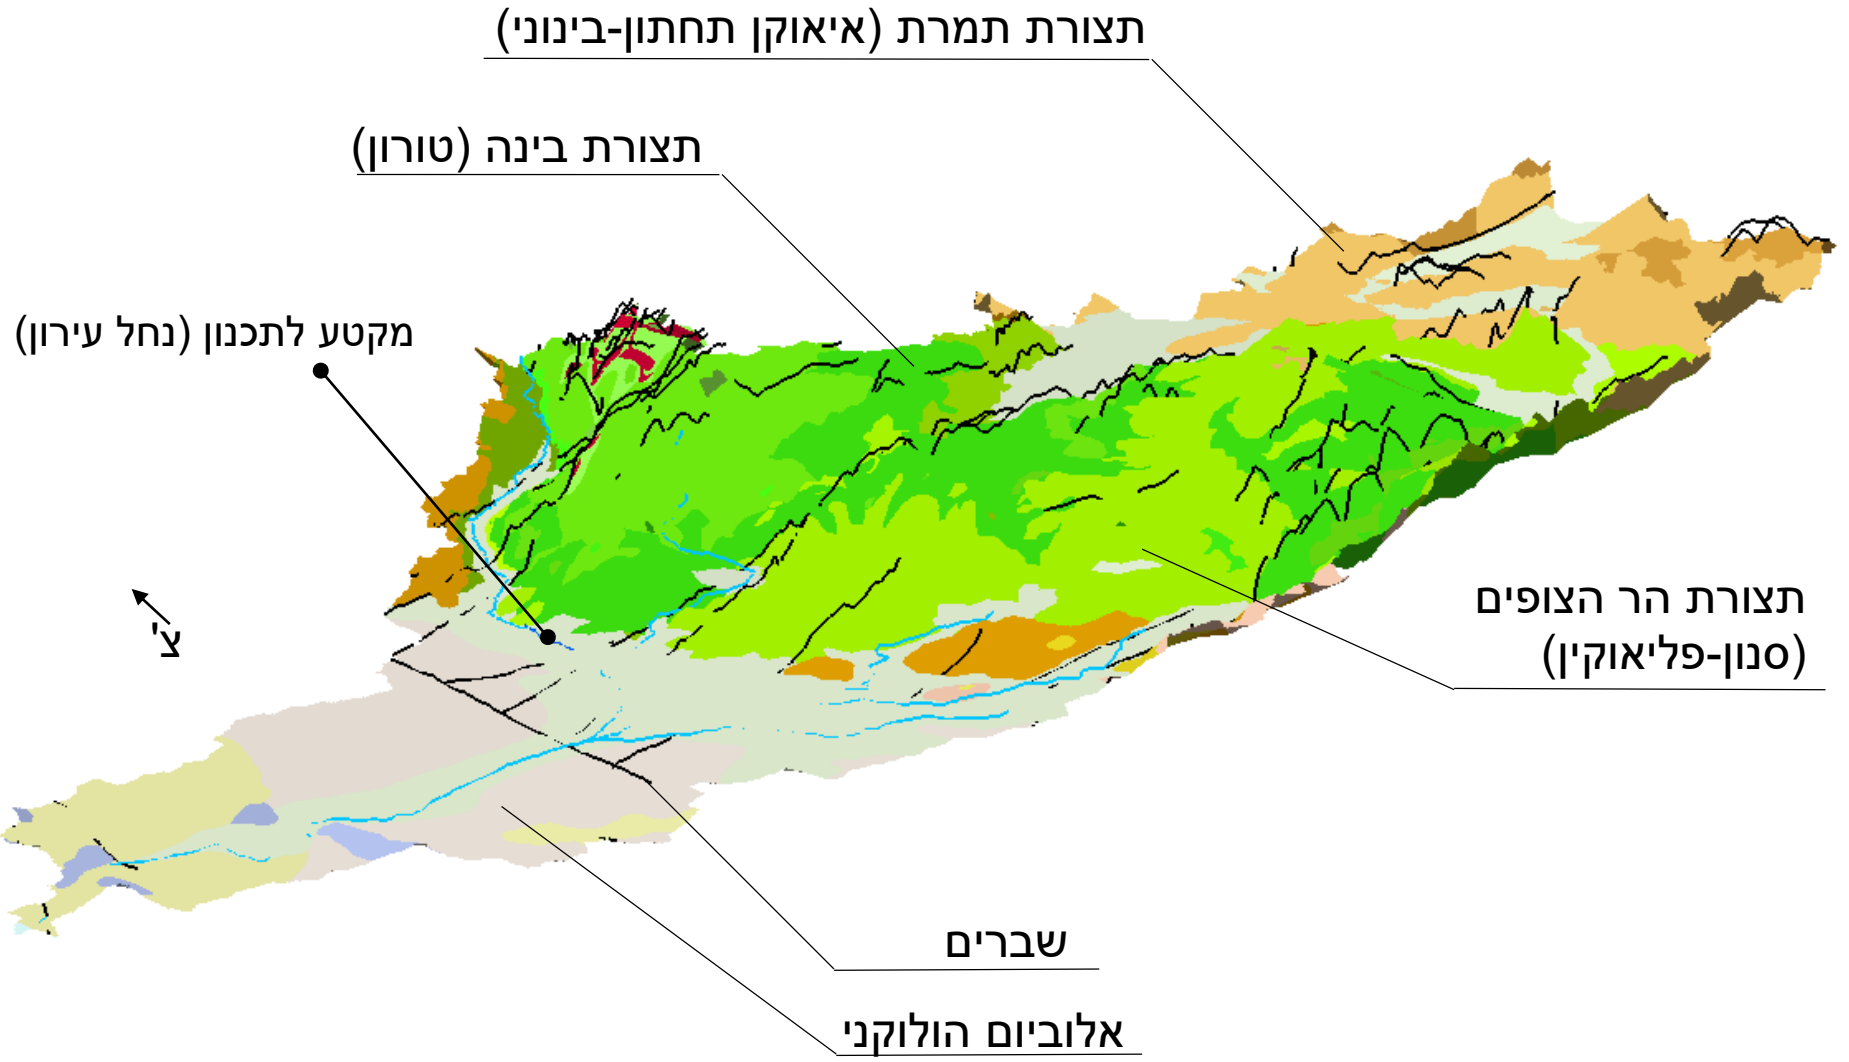 תצורת תמרת (איאוקן תחתון-בינוני)
תצורת בינה (טורון)
מקטע לתכנון (נחל עירון)
צ'
תצורת הר הצופים
(סנון-פליאוקין)
שברים
אלוביום הולוקני